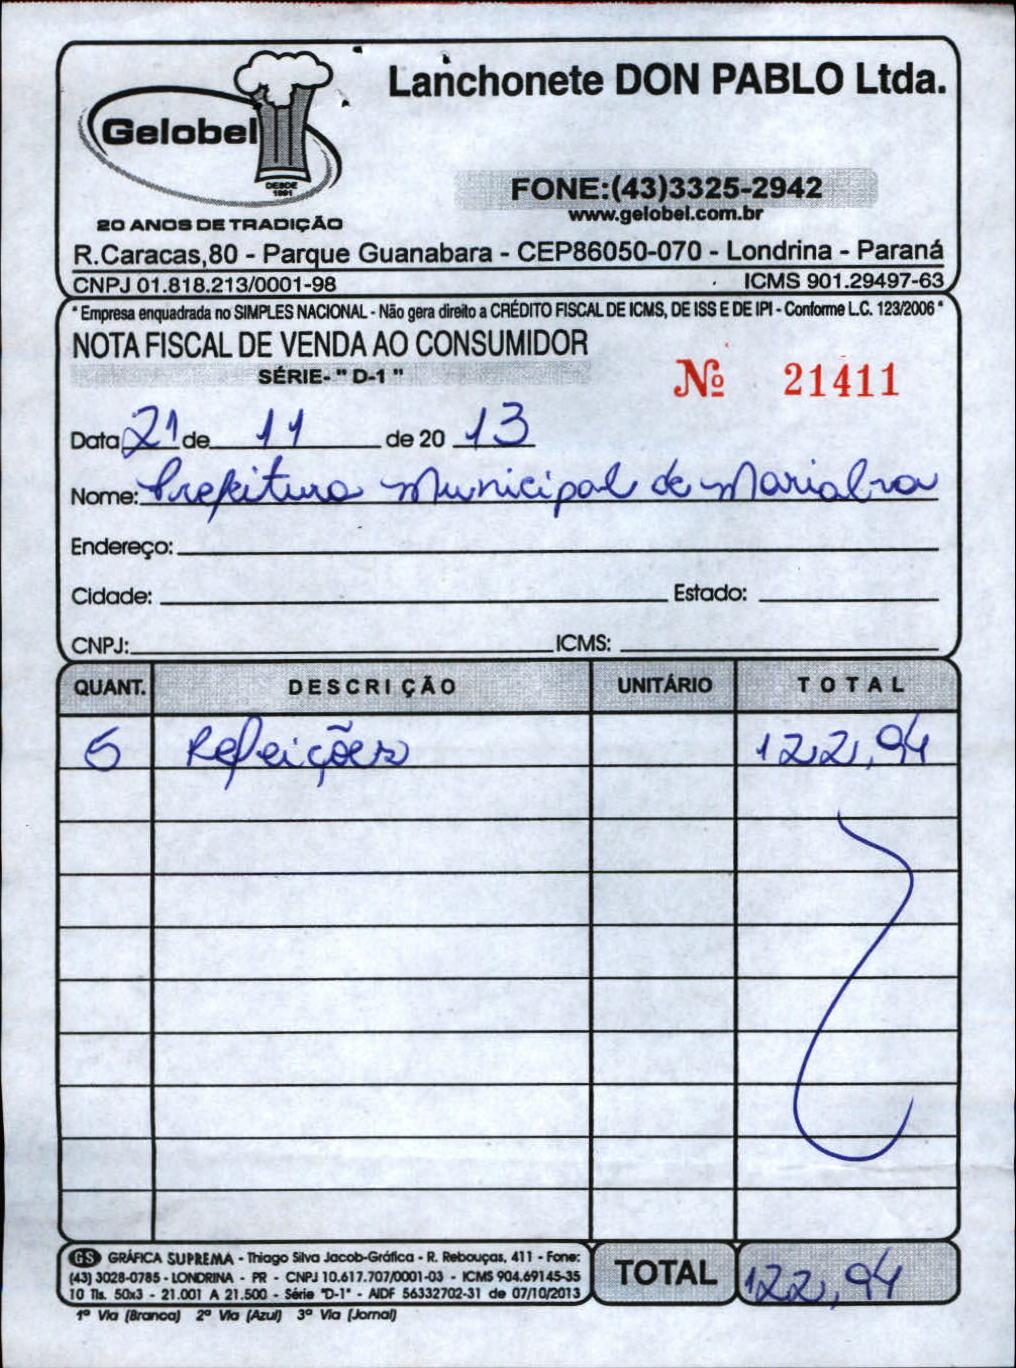 Lanchonete DON PABLO Ltda.
Gelobel
DESDE
1991
20 ANOS DE TRADIÇÃO
FONE:(43)3325-2942
www.gelobel.com.br
R.Caracas,80 - Parque Guanabara - CEP86050-070 - Londrina - Paraná
CNPJ 01.818.213/0001-98 ICMS 901.29497-63
* Empresa enquadrada no SIMPLES NACIONAL - Não gera direito a CRÉDITO FISCAL DE ICMS, DE ISS E DE IPI - Conforme L.C. 123/2006 *
NOTA FISCAL DE VENDA AO CONSUMIDOR
SÉRIE- " D-1 "
Nº 21411
Data 21 de 11 de 20 13
Nome: Prefeitura Municipal de Marialva
Endereço:
Cidade: Estado:
CNPJ: ICMS:
QUANT. DESCRIÇÃO UNITÁRIO TOTAL
5 Refeições 122,94
GS GRÁFICA SUPREMA - Thiago Silva Jacob-Gráfica - R. Rebouças, 411 - Fone:
(43) 3028-0785 - LONDRINA - PR - CNPJ 10.617.707/0001-03 - ICMS 904.69145-35
10 Tls. 50x3 - 21.001 A 21.500 - Série "D-1" - AIDF 56332702-31 de 07/10/2013
TOTAL 122,94
1ª Via (Branca) 2ª Via (Azul) 3ª Via (Jornal)